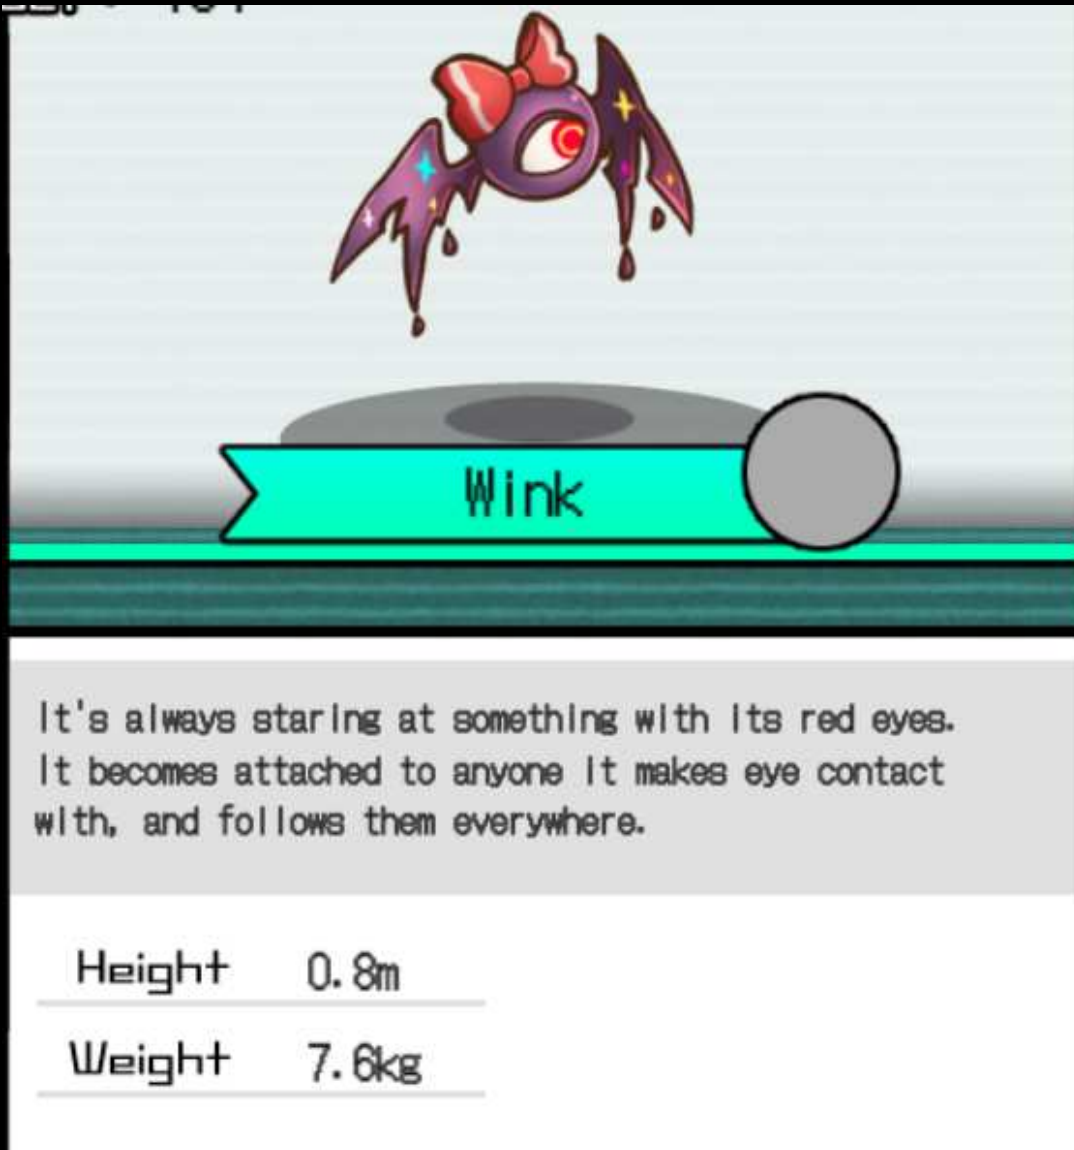 Wink
It's always staring at something with its red eyes.
It becomes attached to anyone it makes eye contact
with, and follows them everywhere.
Height 0.8m
Weight 7.6kg